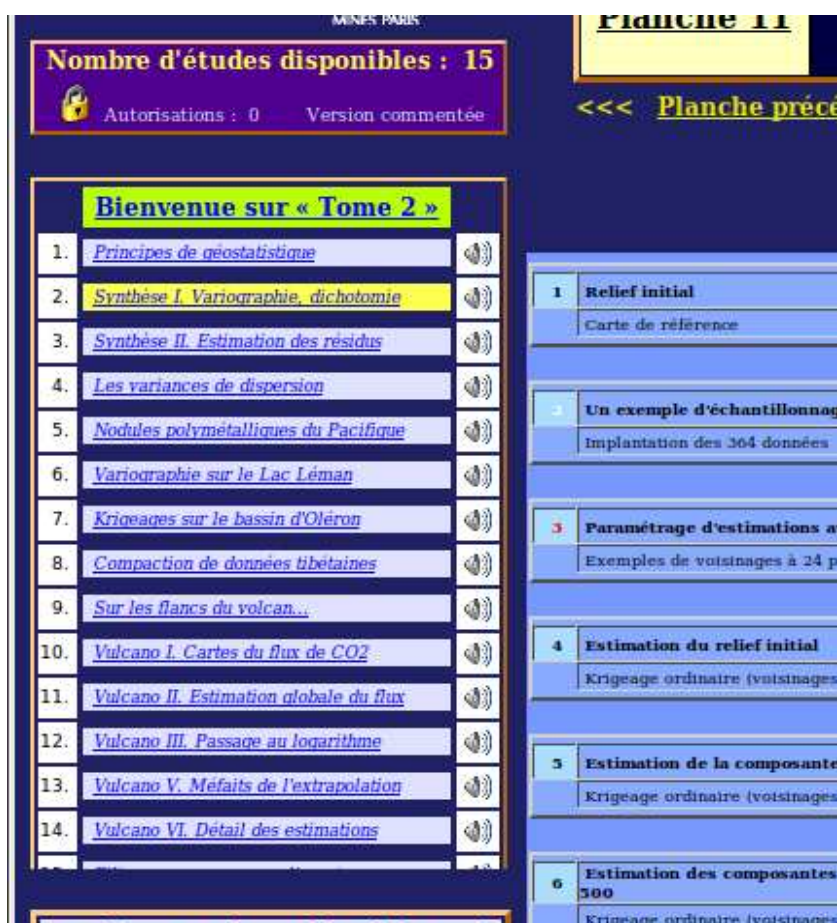 MINES PARIS
Nombre d'études disponibles : 15
Autorisations : 0 Version commentée
Bienvenue sur « Tome 2 »
1. Principes de géostatistique
2. Synthèse I. Variographie, dichotomie
3. Synthèse II. Estimation des résidus
4. Les variances de dispersion
5. Nodules polymétalliques du Pacifique
6. Variographie sur le Lac Léman
7. Krigeages sur le bassin d'Oléron
8. Compaction de données tibétaines
9. Sur les flancs du volcan...
10. Vulcano I. Cartes du flux de CO2
11. Vulcano II. Estimation globale du flux
12. Vulcano III. Passage au logarithme
13. Vulcano V. Méfaits de l'extrapolation
14. Vulcano VI. Détail des estimations
Planche 11
<<< Planche précé
1 Relief initial
Carte de référence
2 Un exemple d'échantillonnag
Implantation des 364 données
3 Paramétrage d'estimations a
Exemples de voisinages à 24 p
4 Estimation du relief initial
Krigeage ordinaire (voisinages
5 Estimation de la composante
Krigeage ordinaire (voisinages
6 Estimation des composantes
500
Krigeage ordinaire (voisinages